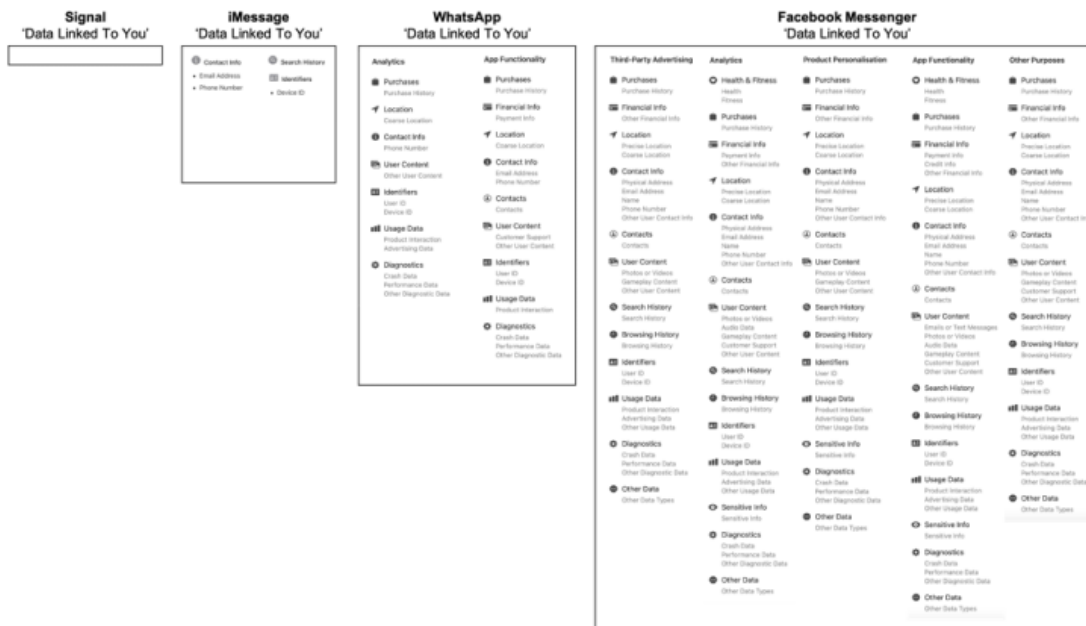 Signal
'Data Linked To You'
iMessage
'Data Linked To You'
Contact Info
Email Address
Phone Number
Search History
Identifiers
Device ID
WhatsApp
'Data Linked To You'
Analytics
Purchases
Purchase History
Location
Coarse Location
Contact Info
Phone Number
User Content
Other User Content
Identifiers
User ID
Device ID
Usage Data
Product Interaction
Advertising Data
Diagnostics
Crash Data
Performance Data
Other Diagnostic Data
App Functionality
Purchases
Purchase History
Financial Info
Payment Info
Location
Coarse Location
Contact Info
Email Address
Phone Number
Contacts
Contacts
User Content
Customer Support
Other User Content
Identifiers
User ID
Device ID
Usage Data
Product Interaction
Diagnostics
Crash Data
Performance Data
Other Diagnostic Data
Facebook Messenger
'Data Linked To You'
Third-Party Advertising
Purchases
Purchase History
Financial Info
Other Financial Info
Location
Precise Location
Coarse Location
Contact Info
Physical Address
Email Address
Name
Phone Number
Other User Contact Info
Contacts
Contacts
User Content
Photos or Videos
Gameplay Content
Other User Content
Search History
Search History
Browsing History
Browsing History
Identifiers
User ID
Device ID
Usage Data
Product Interaction
Advertising Data
Other Usage Data
Diagnostics
Crash Data
Performance Data
Other Diagnostic Data
Other Data
Other Data Types
Analytics
Health & Fitness
Health
Fitness
Purchases
Purchase History
Financial Info
Payment Info
Other Financial Info
Location
Precise Location
Coarse Location
Contact Info
Physical Address
Email Address
Name
Phone Number
Other User Contact Info
Contacts
Contacts
User Content
Photos or Videos
Audio Data
Gameplay Content
Customer Support
Other User Content
Search History
Search History
Browsing History
Browsing History
Identifiers
User ID
Device ID
Usage Data
Product Interaction
Advertising Data
Other Usage Data
Sensitive Info
Sensitive Info
Diagnostics
Crash Data
Performance Data
Other Diagnostic Data
Other Data
Other Data Types
Product Personalisation
Purchases
Purchase History
Financial Info
Other Financial Info
Location
Precise Location
Coarse Location
Contact Info
Physical Address
Email Address
Name
Phone Number
Other User Contact Info
Contacts
Contacts
User Content
Photos or Videos
Gameplay Content
Other User Content
Search History
Search History
Browsing History
Browsing History
Identifiers
User ID
Device ID
Usage Data
Product Interaction
Advertising Data
Other Usage Data
Sensitive Info
Sensitive Info
Diagnostics
Crash Data
Performance Data
Other Diagnostic Data
Other Data
Other Data Types
App Functionality
Health & Fitness
Health
Fitness
Purchases
Purchase History
Financial Info
Payment Info
Credit Info
Other Financial Info
Location
Precise Location
Coarse Location
Contact Info
Physical Address
Email Address
Name
Phone Number
Other User Contact Info
Contacts
Contacts
User Content
Emails or Text Messages
Photos or Videos
Audio Data
Gameplay Content
Customer Support
Other User Content
Search History
Search History
Browsing History
Browsing History
Identifiers
User ID
Device ID
Usage Data
Product Interaction
Advertising Data
Other Usage Data
Sensitive Info
Sensitive Info
Diagnostics
Crash Data
Performance Data
Other Diagnostic Data
Other Data
Other Data Types
Other Purposes
Purchases
Purchase History
Financial Info
Other Financial Info
Location
Precise Location
Coarse Location
Contact Info
Physical Address
Email Address
Name
Phone Number
Other User Contact Info
Contacts
Contacts
User Content
Photos or Videos
Gameplay Content
Customer Support
Other User Content
Search History
Search History
Browsing History
Browsing History
Identifiers
User ID
Device ID
Usage Data
Product Interaction
Advertising Data
Other Usage Data
Diagnostics
Crash Data
Performance Data
Other Diagnostic Data
Other Data
Other Data Types